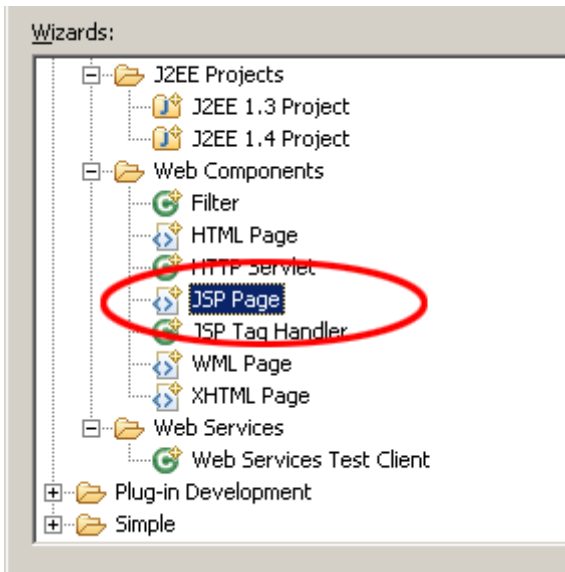 Wizards:
J2EE Projects
J2EE 1.3 Project
J2EE 1.4 Project
Web Components
Filter
HTML Page
HTTP Servlet
JSP Page
JSP Tag Handler
WML Page
XHTML Page
Web Services
Web Services Test Client
Plug-in Development
Simple